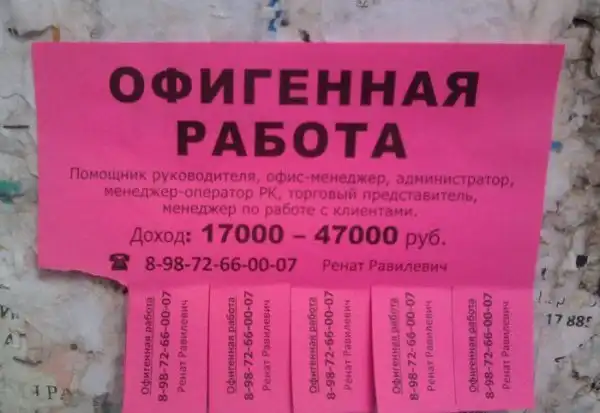 ОФИГЕННАЯ
РАБОТА
Помощник руководителя, офис-менеджер, администратор,
менеджер-оператор РК, торговый представитель,
менеджер по работе с клиентами.
Доход: 17000 – 47000 руб.
☎ 8-98-72-66-00-07 Ренат Равилевич
Офигенная работа
8-98-72-66-00-07
Ренат Равилевич
Офигенная работа
8-98-72-66-00-07
Ренат Равилевич
Офигенная работа
8-98-72-66-00-07
Ренат Равилевич
Офигенная работа
8-98-72-66-00-07
Ренат Равилевич
Офигенная работа
8-98-72-66-00-07
Ренат Равилевич